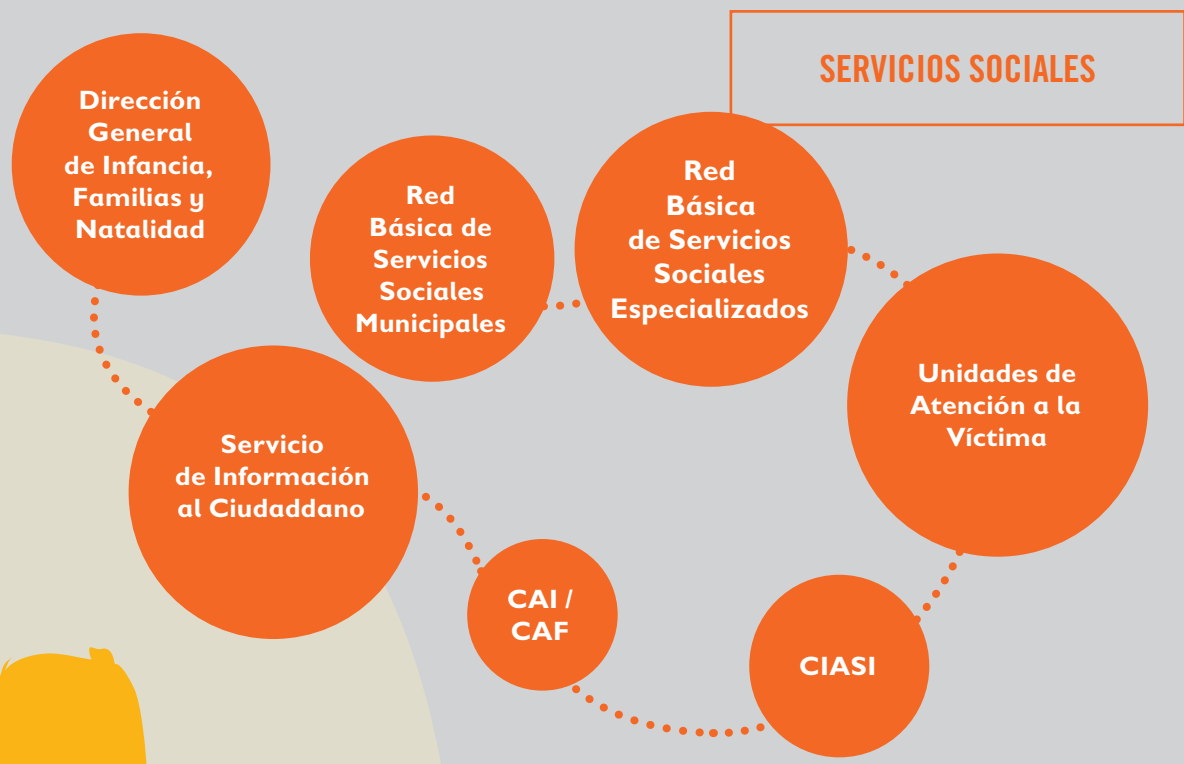 SERVICIOS SOCIALES
Dirección
General
de Infancia,
Familias y
Natalidad
Red
Básica de
Servicios
Sociales
Municipales
Red
Básica
de Servicios
Sociales
Especializados
Unidades de
Atención a la
Víctima
Servicio
de Información
al Ciudaddano
CAI /
CAF
CIASI